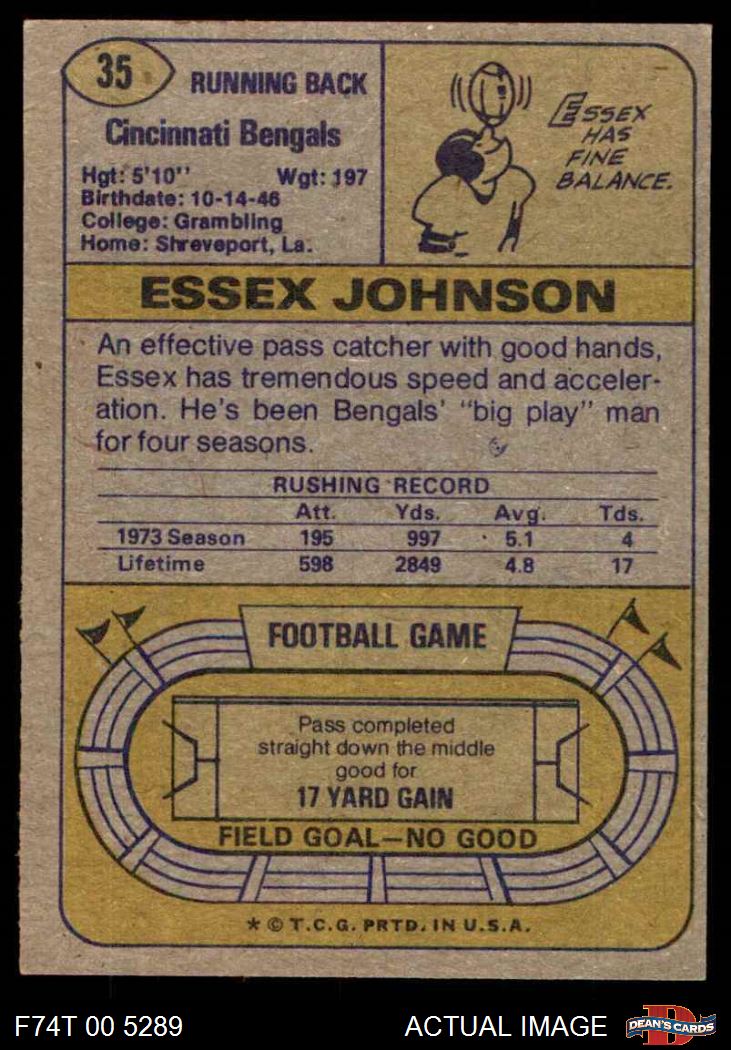 35
RUNNING BACK
Cincinnati Bengals
Hgt: 5'10'' Wgt: 197
Birthdate: 10-14-46
College: Grambling
Home: Shreveport, La.
ESSEX
HAS
FINE
BALANCE.
ESSEX JOHNSON
An effective pass catcher with good hands,
Essex has tremendous speed and acceler-
ation. He's been Bengals' "big play" man
for four seasons.
RUSHING RECORD
Att. Yds. Avg. Tds.
1973 Season 195 997 5.1 4
Lifetime 598 2849 4.8 17
FOOTBALL GAME
Pass completed
straight down the middle
good for
17 YARD GAIN
FIELD GOAL—NO GOOD
* © T.C.G. PRTD. IN U.S.A.
F74T 00 5289 ACTUAL IMAGE D DEAN'S CARDS